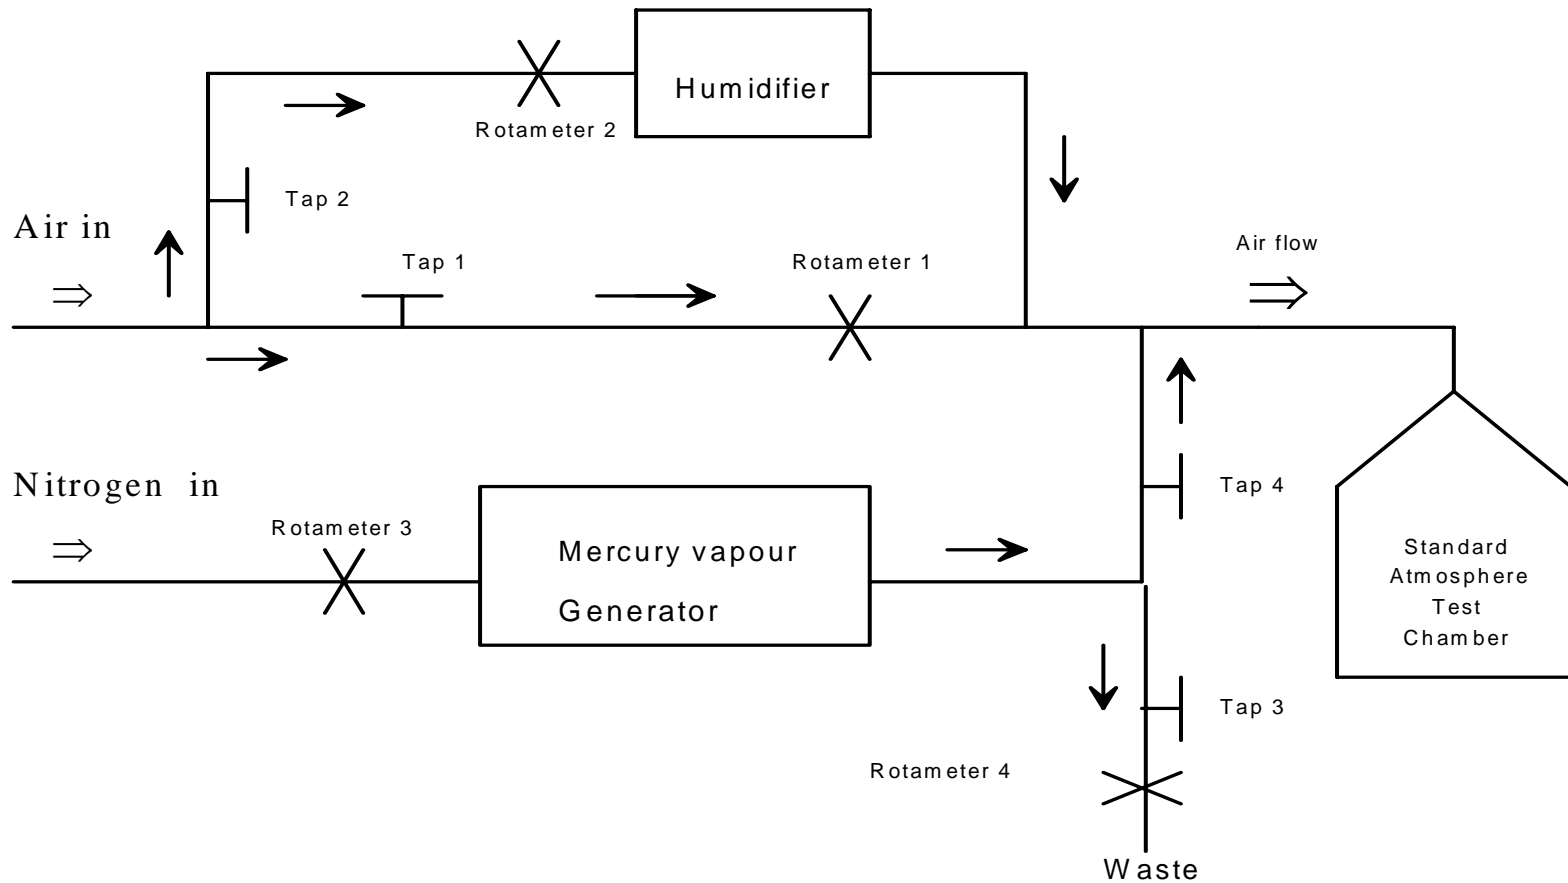 Humidifier
Rotameter 2
Tap 2
Air in
Tap 1
Rotameter 1
Air flow
Nitrogen in
Rotameter 3
Mercury vapour
Generator
Tap 4
Standard
Atmosphere
Test
Chamber
Tap 3
Rotameter 4
Waste